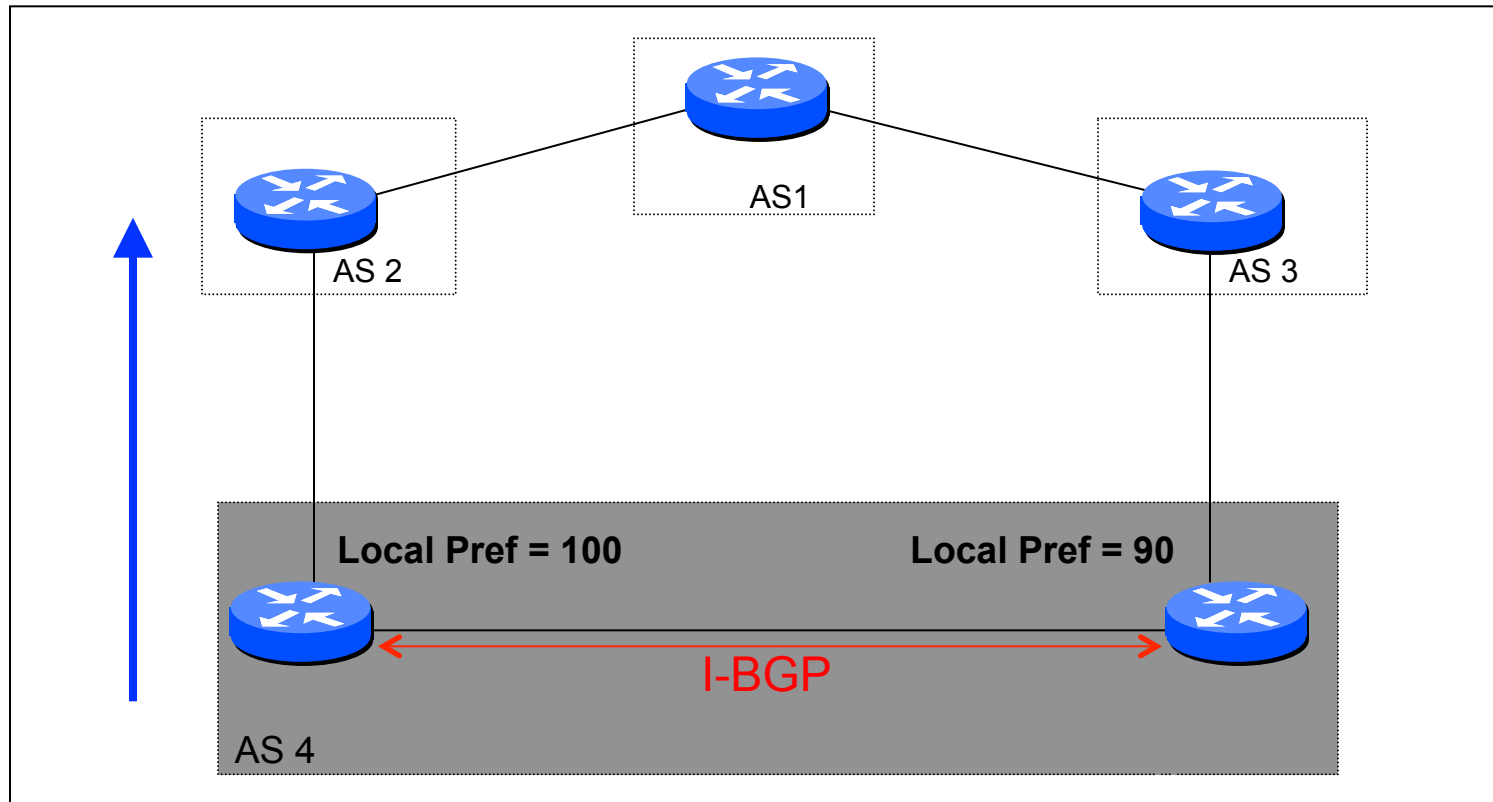 AS1
AS 2
AS 3
Local Pref = 100
Local Pref = 90
I-BGP
AS 4